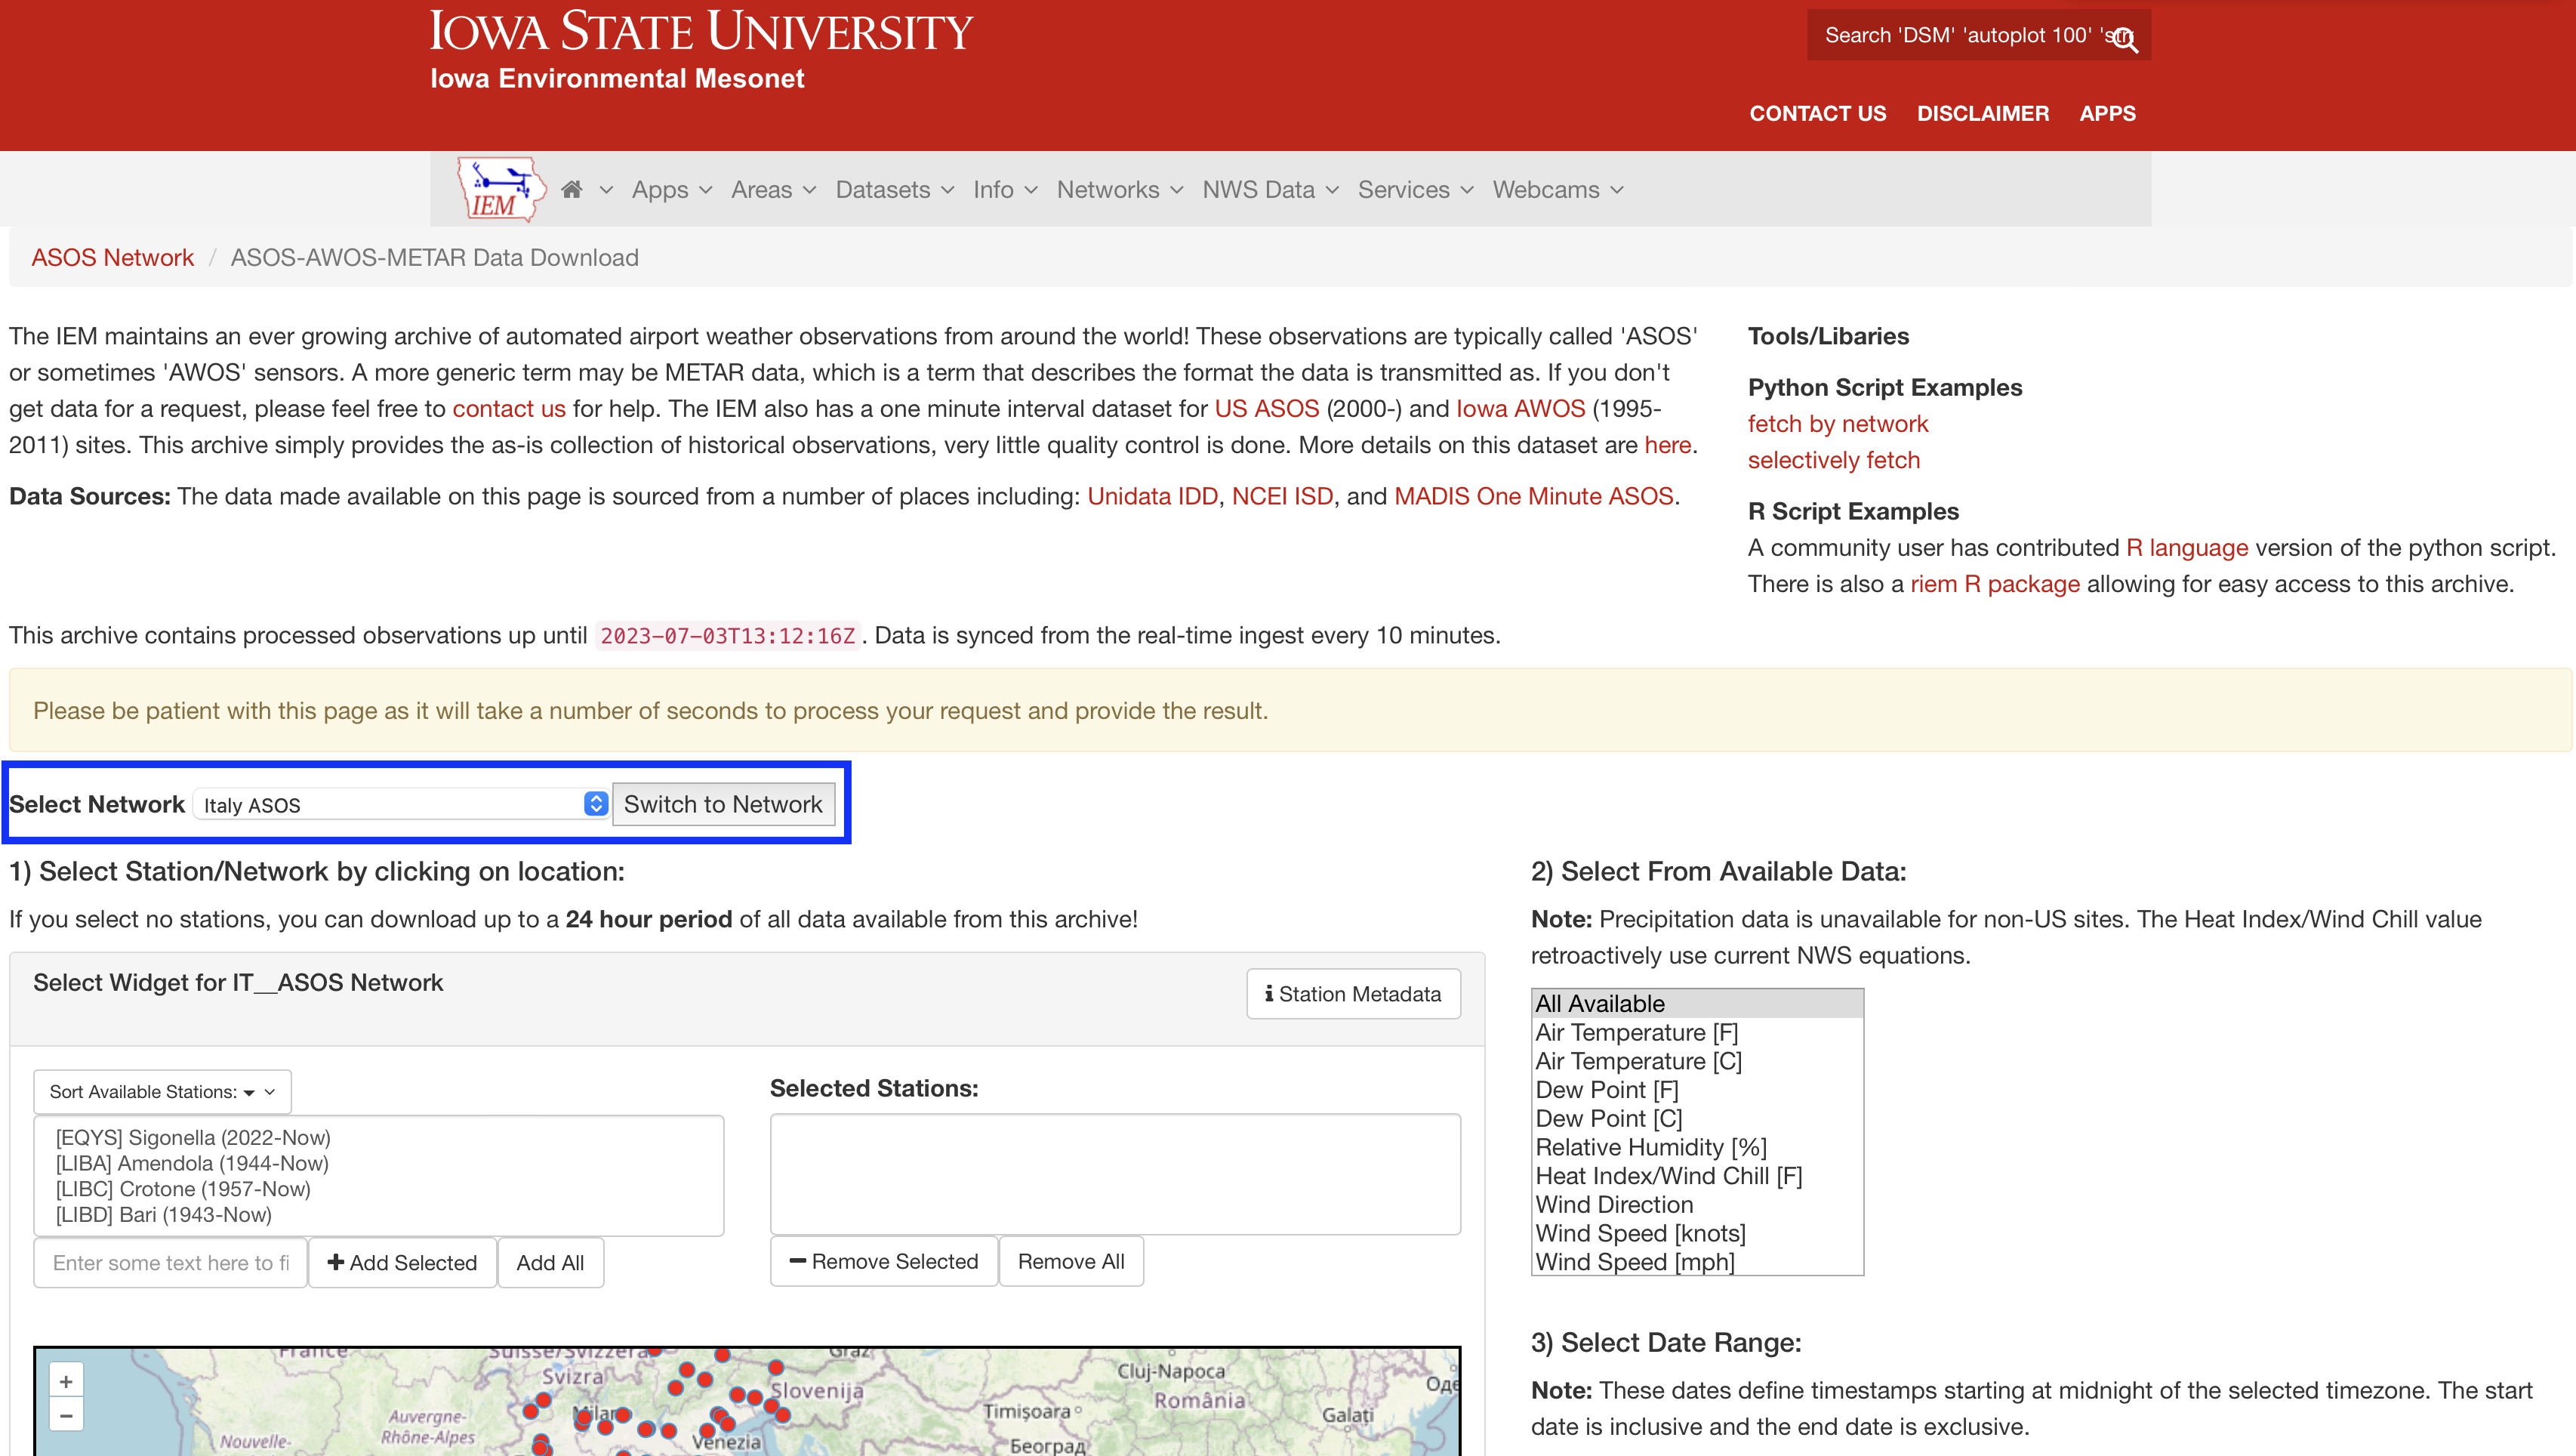 IOWA STATE UNIVERSITY
Iowa Environmental Mesonet
Search 'DSM' 'autoplot 100' 'str
CONTACT US DISCLAIMER APPS
IEM Apps Areas Datasets Info Networks NWS Data Services Webcams
ASOS Network / ASOS-AWOS-METAR Data Download
The IEM maintains an ever growing archive of automated airport weather observations from around the world! These observations are typically called 'ASOS'
or sometimes 'AWOS' sensors. A more generic term may be METAR data, which is a term that describes the format the data is transmitted as. If you don't
get data for a request, please feel free to contact us for help. The IEM also has a one minute interval dataset for US ASOS (2000-) and Iowa AWOS (1995-
2011) sites. This archive simply provides the as-is collection of historical observations, very little quality control is done. More details on this dataset are here.
Data Sources: The data made available on this page is sourced from a number of places including: Unidata IDD, NCEI ISD, and MADIS One Minute ASOS.
Tools/Libaries
Python Script Examples
fetch by network
selectively fetch
R Script Examples
A community user has contributed R language version of the python script.
There is also a riem R package allowing for easy access to this archive.
This archive contains processed observations up until 2023-07-03T13:12:16Z. Data is synced from the real-time ingest every 10 minutes.
Please be patient with this page as it will take a number of seconds to process your request and provide the result.
Select Network Italy ASOS Switch to Network
1) Select Station/Network by clicking on location:
If you select no stations, you can download up to a 24 hour period of all data available from this archive!
Select Widget for IT__ASOS Network
Station Metadata
Sort Available Stations:
[EQYS] Sigonella (2022-Now)
[LIBA] Amendola (1944-Now)
[LIBC] Crotone (1957-Now)
[LIBD] Bari (1943-Now)
Enter some text here to fi
+ Add Selected
Add All
Selected Stations:
Remove Selected
Remove All
France
Suisse/Svizzera
Svizra
Graz
Slovenija
Cluj-Napoca
România
Auvergne-
Rhône-Alpes
Nouvelle-
Venezia
Timișoara
Београд
Galați
2) Select From Available Data:
Note: Precipitation data is unavailable for non-US sites. The Heat Index/Wind Chill value
retroactively use current NWS equations.
All Available
Air Temperature [F]
Air Temperature [C]
Dew Point [F]
Dew Point [C]
Relative Humidity [%]
Heat Index/Wind Chill [F]
Wind Direction
Wind Speed [knots]
Wind Speed [mph]
3) Select Date Range:
Note: These dates define timestamps starting at midnight of the selected timezone. The start
date is inclusive and the end date is exclusive.